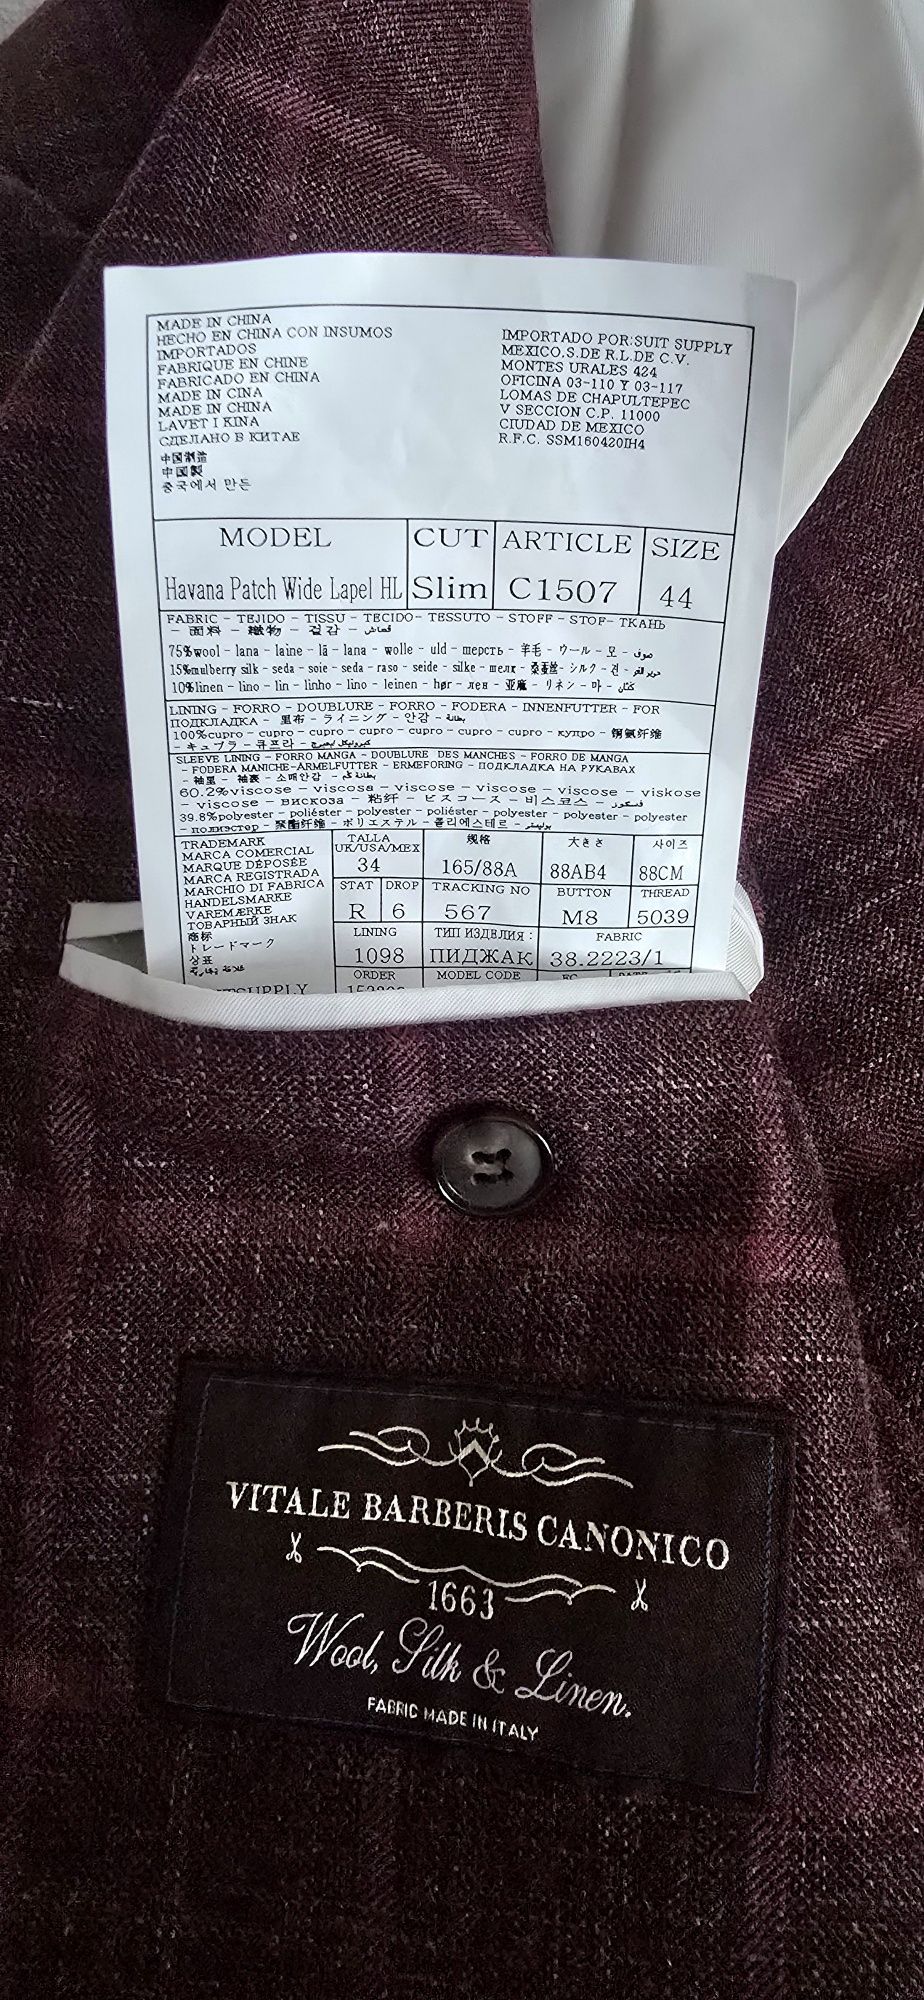 MADE IN CHINA
HECHO EN CHINA CON INSUMOS
IMPORTADOS
FABRIQUE EN CHINE
FABRICADO EN CHINA
MADE IN CINA
MADE IN CHINA
LAVET I KINA
СДЕЛАНО В КИТАЕ
中国制造
中国製
중국에서 만든
IMPORTADO POR:SUIT SUPPLY
MEXICO,S.DE R.L.DE C.V.
MONTES URALES 424
OFICINA 03-110 Y 03-117
LOMAS DE CHAPULTEPEC
V SECCION C.P. 11000
CIUDAD DE MEXICO
R.F.C. SSM160420IH4
MODEL CUT ARTICLE SIZE
Havana Patch Wide Lapel HL Slim C1507 44
FABRIC - TEJIDO - TISSU - TECIDO- TESSUTO - STOFF - STOF- ТКАНЬ
- 面料 - 織物 - 겉감 - قماش
75%wool - lana - laine - lã - lana - wolle - uld - шерсть - 羊毛 - ウール - 모 - صوف
15%mulberry silk - seda - soie - seda - raso - seide - silke - шелк - 桑蚕丝- シルク - 견 -
10%linen - lino - lin - linho - lino - leinen - hør - лен - 亚麻 - リネン - 마 - كتان
LINING - FORRO - DOUBLURE - FORRO - FODERA - INNENFUTTER - FOR
ПОДКЛАДКА - 里布 - ライニング - 안감 - بطانة
100%cupro - cupro - cupro - cupro - cupro - cupro - cupro - купро - 铜氨纤维
- キュプラ - 큐프라 -
SLEEVE LINING - FORRO MANGA - DOUBLURE DES MANCHES - FORRO DE MANGA
- FODERA MANICHE-ARMELFUTTER - ERMEFORING - ПОДКЛАДКА НА РУКАВАХ
- 袖里 - 袖裏 - 소매안감 - بطانة كم
60.2%viscose - viscosa - viscose - viscose - viscose - viskose
- viscose - вискоза - 粘纤 - ビスコース - 비스코스 - فسكوز
39.8%polyester - poliéster - polyester - poliéster - polyester - polyester - polyester
- полиэстер - 聚酯纤维 - ポリエステル - 폴리에스테르 - بوليستر
TRADEMARK
MARCA COMERCIAL
MARQUE DÉPOSÉE
MARCA REGISTRADA
MARCHIO DI FABRICA
HANDELSMARKE
VAREMÆRKE
ТОВАРНЫЙ ЗНАК
商标
トレードマーク
상표
علامة تجارية
TSUPPLY
TALLA 规格 大きさ 사이즈
UK/USA/MEX
34 165/88A 88AB4 88CM
STAT DROP TRACKING NO BUTTON THREAD
R 6 567 M8 5039
LINING ТИП ИЗДЕЛИЯ: FABRIC
1098 ПИДЖАК 38.2223/1
ORDER MODEL CODE
VITALE BARBERIS CANONICO
1663
Wool, Silk & Linen.
FABRIC MADE IN ITALY